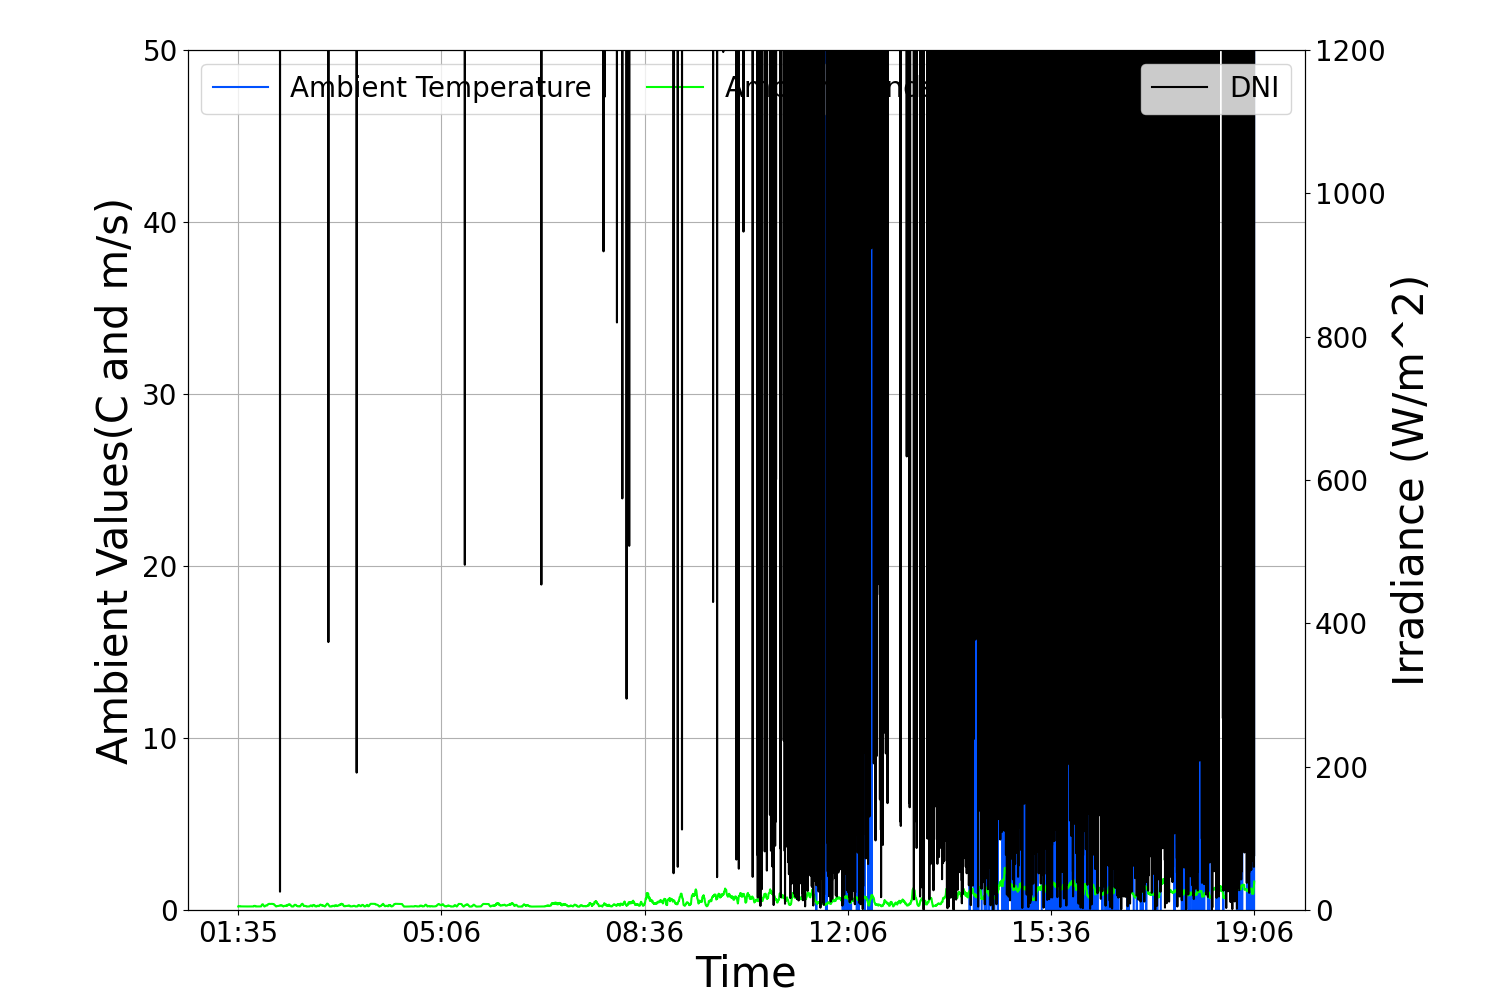 50 40 30 20 10 0
Ambient Values(C and m/s)
Ambient Temperature
DNI
1200 1000 800 600 400 200 0
Irradiance (W/m^2)
01:35 05:06 08:36 12:06 15:36 19:06
Time